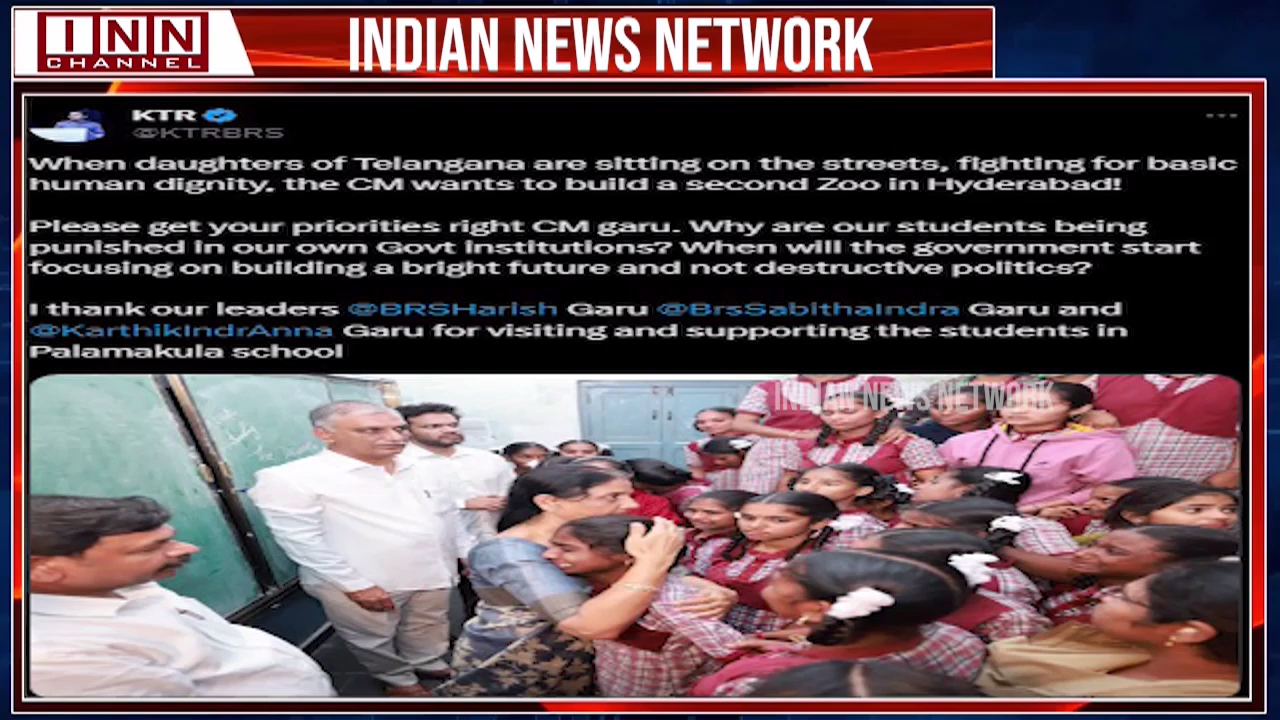 INN
CHANNEL
INDIAN NEWS NETWORK
KTR
@KTRBRS
When daughters of Telangana are sitting on the streets, fighting for basic
human dignity, the CM wants to build a second Zoo in Hyderabad!
Please get your priorities right CM garu. Why are our students being
punished in our own Govt institutions? When will the government start
focusing on building a bright future and not destructive politics?
I thank our leaders @BRSHarish Garu @BrsSabithaIndra Garu and
@KarthikIndrAnna Garu for visiting and supporting the students in
Palamakula school
INDIAN NEWS NETWORK